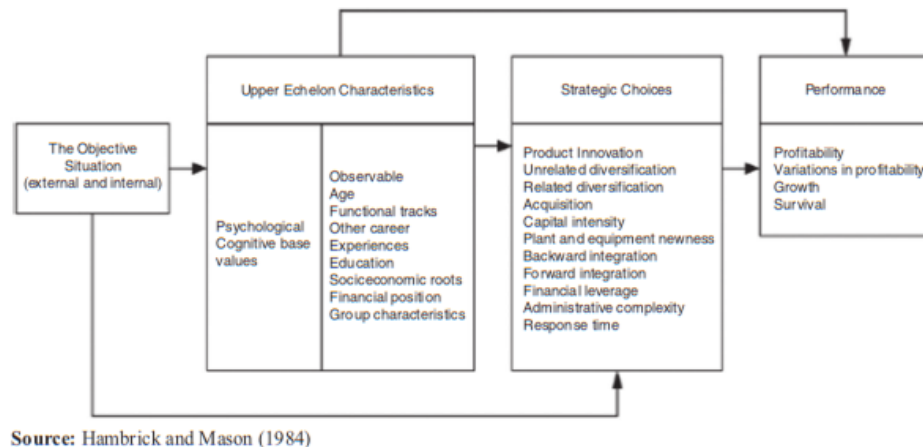 Upper Echelon Characteristics
Strategic Choices
Performance
The Objective
Situation
(external and internal)
Psychological
Cognitive base
values
Observable
Age
Functional tracks
Other career
Experiences
Education
Socieconomic roots
Financial position
Group characteristics
Product Innovation
Unrelated diversification
Related diversification
Acquisition
Capital intensity
Plant and equipment newness
Backward integration
Forward integration
Financial leverage
Administrative complexity
Response time
Profitability
Variations in profitability
Growth
Survival
Source: Hambrick and Mason (1984)